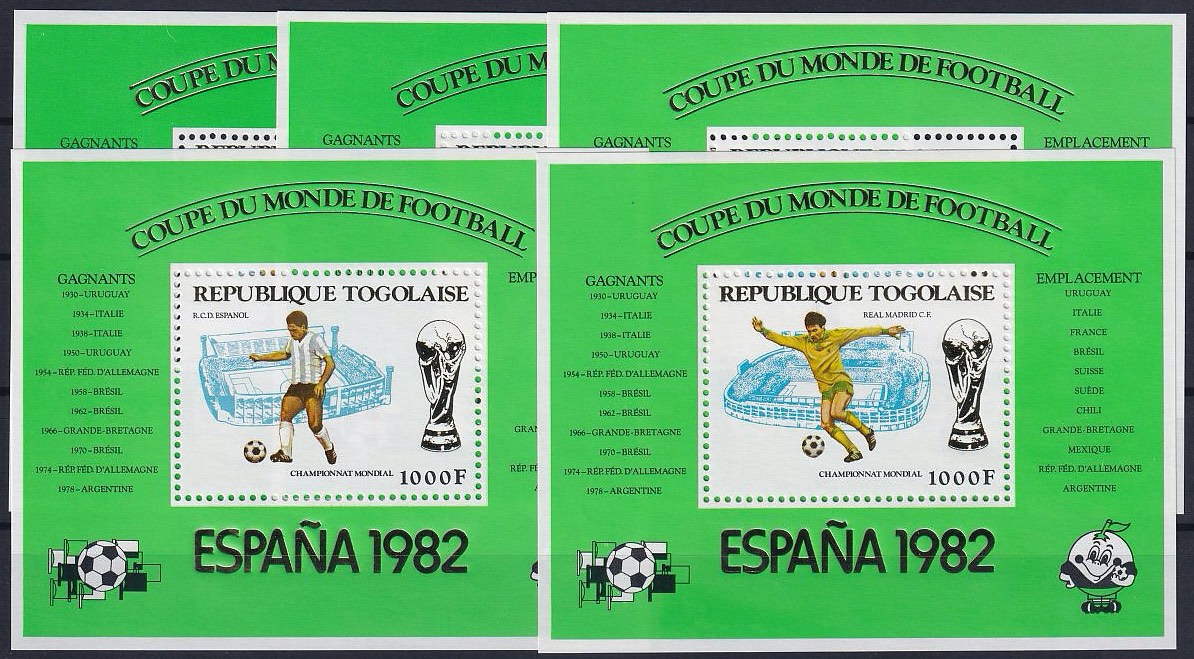 COUPE DU M
GAGNANTS
COUPE DU M
GAGNANTS
COUPE DU MONDE DE FOOTBALL
GAGNANTS
EMPLACEMENT
COUPE DU MONDE DE FOOTBALL
GAGNANTS
1930–URUGUAY
1934–ITALIE
1938–ITALIE
1950–URUGUAY
1954–RÉP. FÉD. D'ALLEMAGNE
1958–BRÉSIL
1962–BRÉSIL
1966–GRANDE-BRETAGNE
1970–BRÉSIL
1974–RÉP. FÉD. D'ALLEMAGNE
1978–ARGENTINE
REPUBLIQUE TOGOLAISE
R.C.D. ESPANOL
CHAMPIONNAT MONDIAL
1000F
EMP
GRA
RÉP. F
A
ESPAÑA 1982
COUPE DU MONDE DE FOOTBALL
GAGNANTS
1930–URUGUAY
1934–ITALIE
1938–ITALIE
1950–URUGUAY
1954–RÉP. FÉD. D'ALLEMAGNE
1958–BRÉSIL
1962–BRÉSIL
1966–GRANDE-BRETAGNE
1970–BRÉSIL
1974–RÉP. FÉD. D'ALLEMAGNE
1978–ARGENTINE
REPUBLIQUE TOGOLAISE
REAL MADRID C.F.
CHAMPIONNAT MONDIAL
1000F
EMPLACEMENT
URUGUAY
ITALIE
FRANCE
BRÉSIL
SUISSE
SUÈDE
CHILI
GRANDE-BRETAGNE
MEXIQUE
RÉP. FÉD. D'ALLEMAGNE
ARGENTINE
ESPAÑA 1982